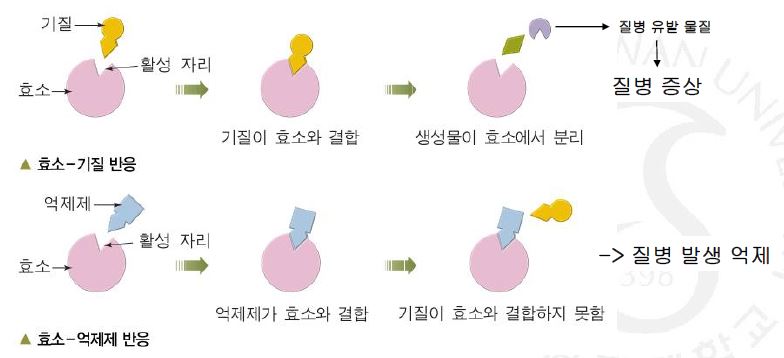 기질
활성 자리
효소
기질이 효소와 결합
생성물이 효소에서 분리
질병 유발 물질
질병 증상
▲ 효소-기질 반응
억제제
활성 자리
효소
억제제가 효소와 결합
기질이 효소와 결합하지 못함
-> 질병 발생 억제
▲ 효소-억제제 반응